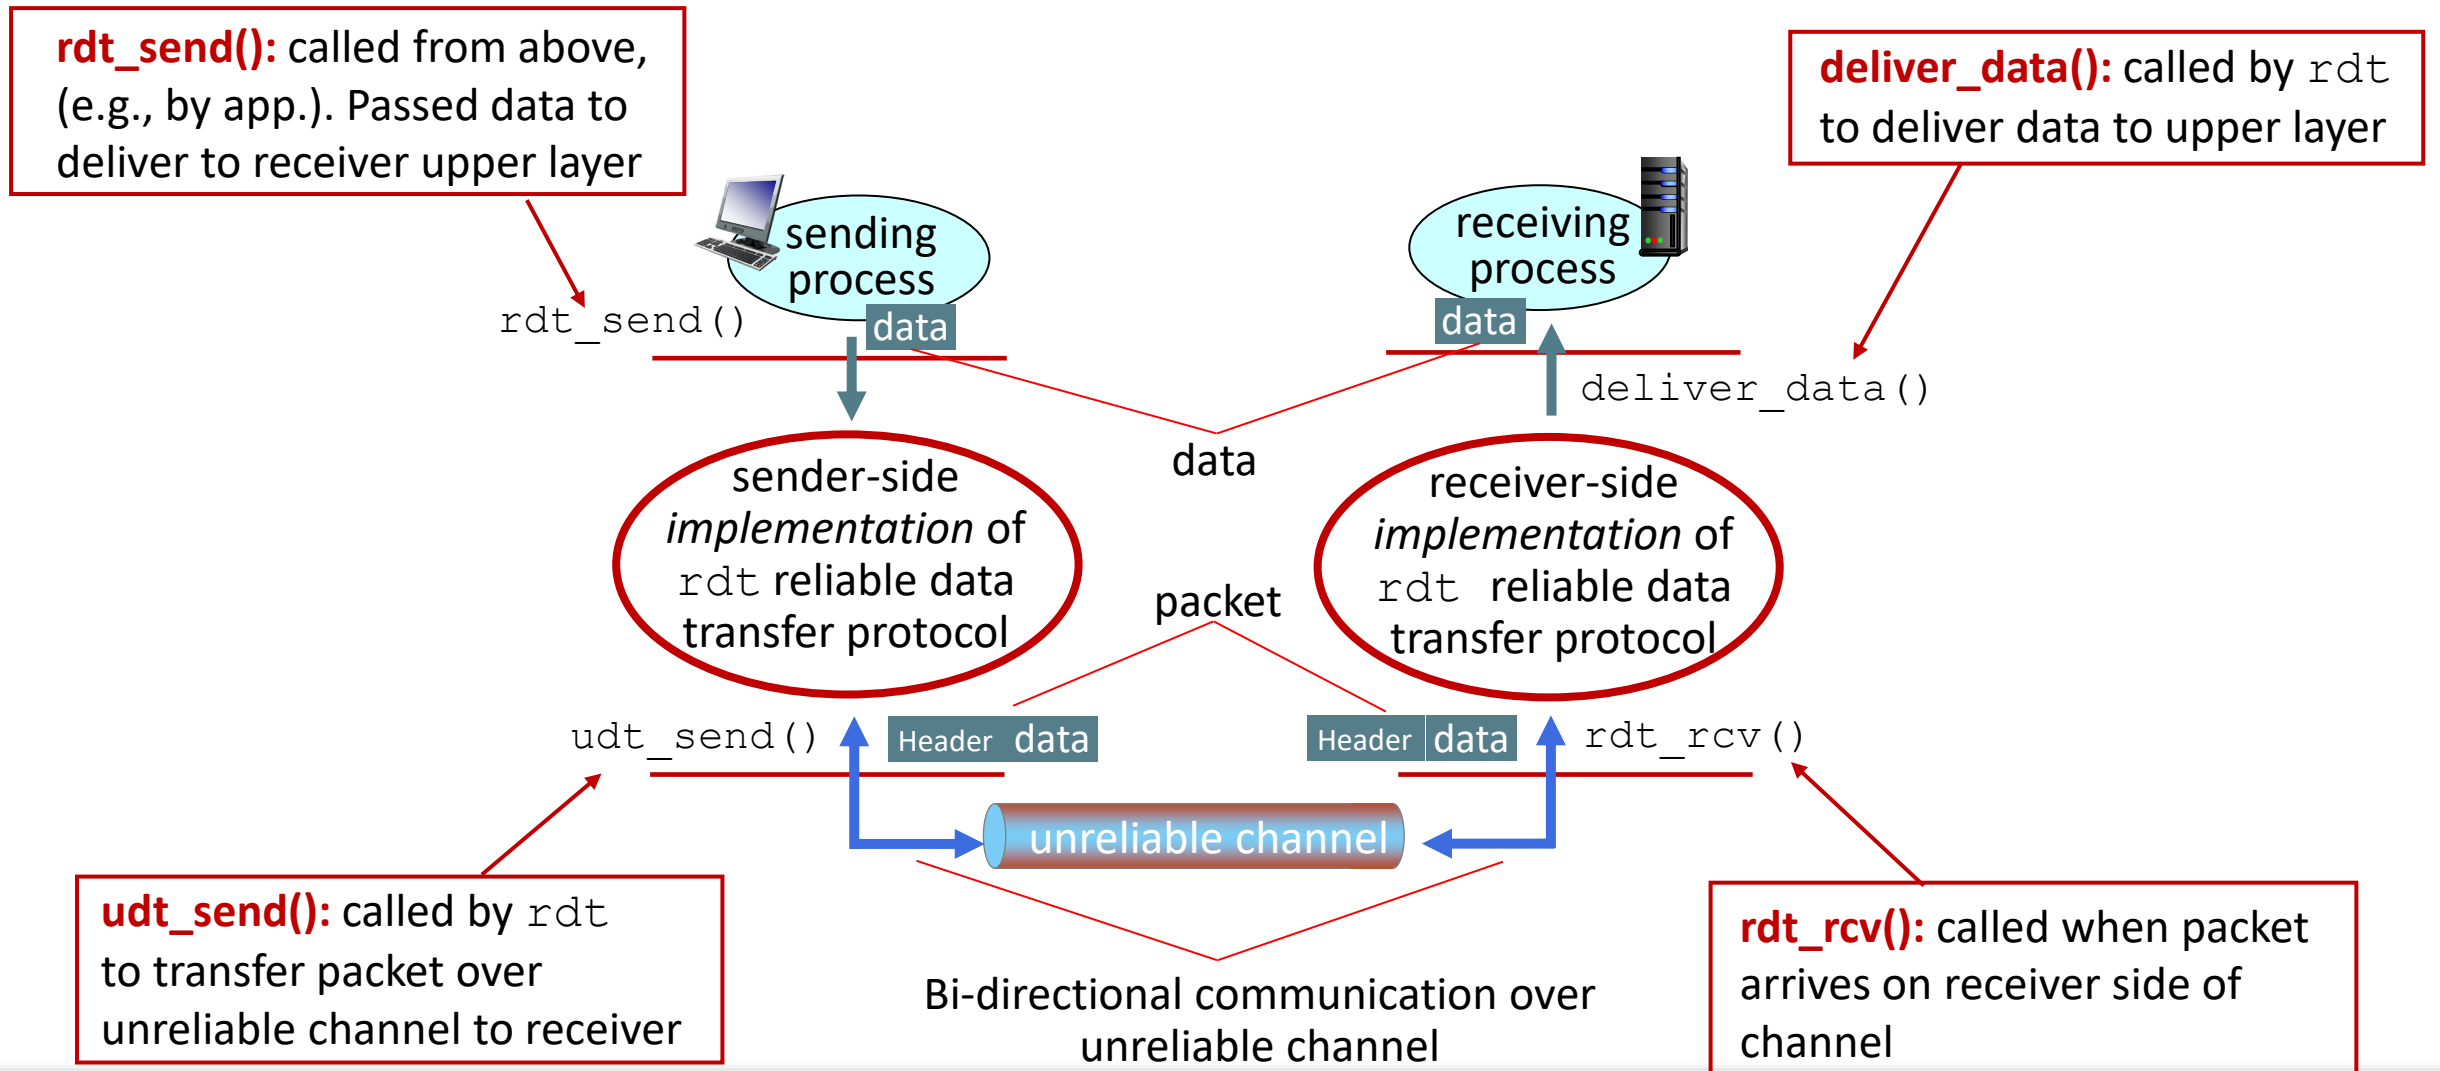 rdt_send(): called from above,
(e.g., by app.). Passed data to
deliver to receiver upper layer
deliver_data(): called by rdt
to deliver data to upper layer
sending
process
receiving
process
rdt_send()
data
data
deliver_data()
data
sender-side
implementation of
rdt reliable data
transfer protocol
receiver-side
implementation of
rdt reliable data
transfer protocol
packet
udt_send()
Header data
Header data
rdt_rcv()
unreliable channel
udt_send(): called by rdt
to transfer packet over
unreliable channel to receiver
Bi-directional communication over
unreliable channel
rdt_rcv(): called when packet
arrives on receiver side of
channel